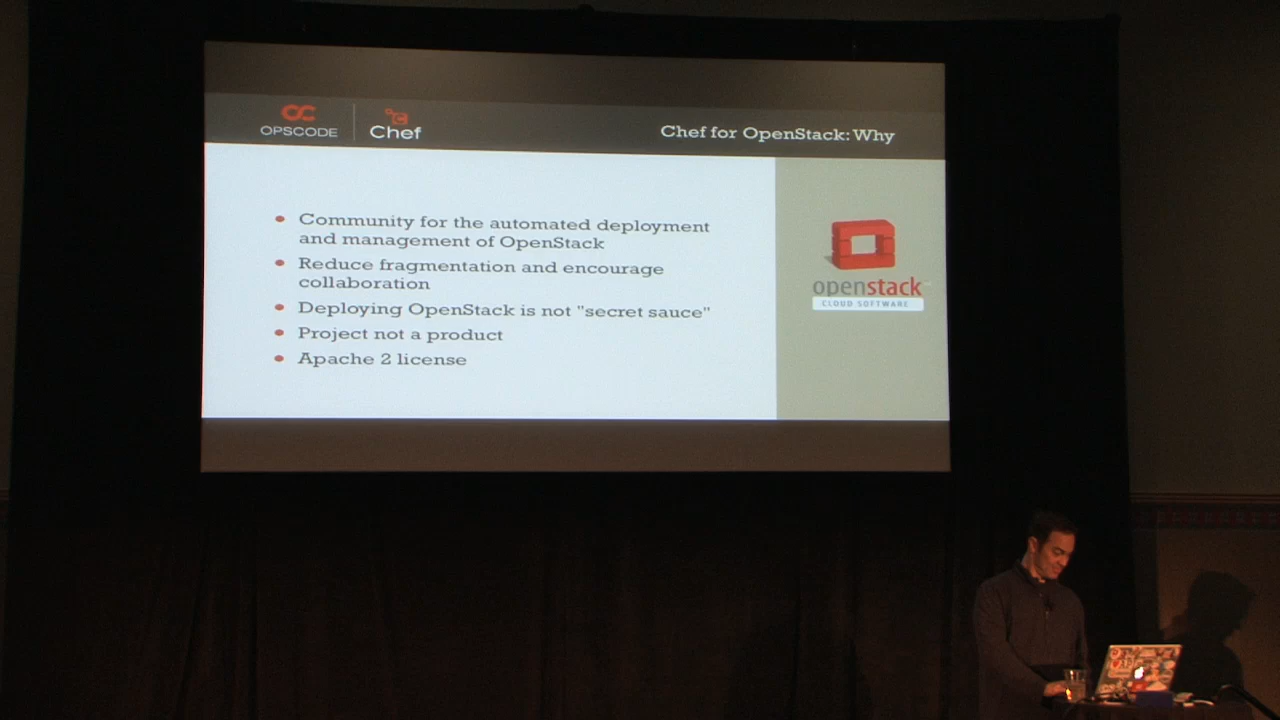 OPSCODE
Chef
Chef for OpenStack: Why
Community for the automated deployment
and management of OpenStack
Reduce fragmentation and encourage
collaboration
Deploying OpenStack is not "secret sauce"
Project not a product
Apache 2 license
openstack
CLOUD SOFTWARE